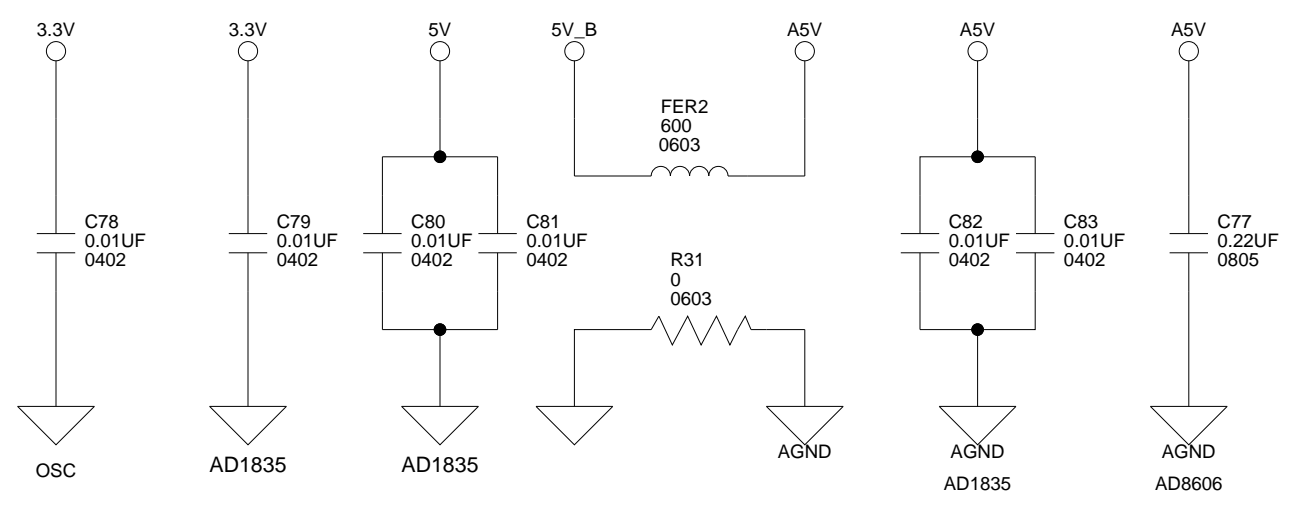 3.3V
3.3V
5V
5V_B
A5V
A5V
A5V
FER2
600
0603
C78
0.01UF
0402
C79
0.01UF
0402
C80
0.01UF
0402
C81
0.01UF
0402
R31
0
0603
C82
0.01UF
0402
C83
0.01UF
0402
C77
0.22UF
0805
OSC
AD1835
AD1835
AGND
AGND
AD1835
AGND
AD8606